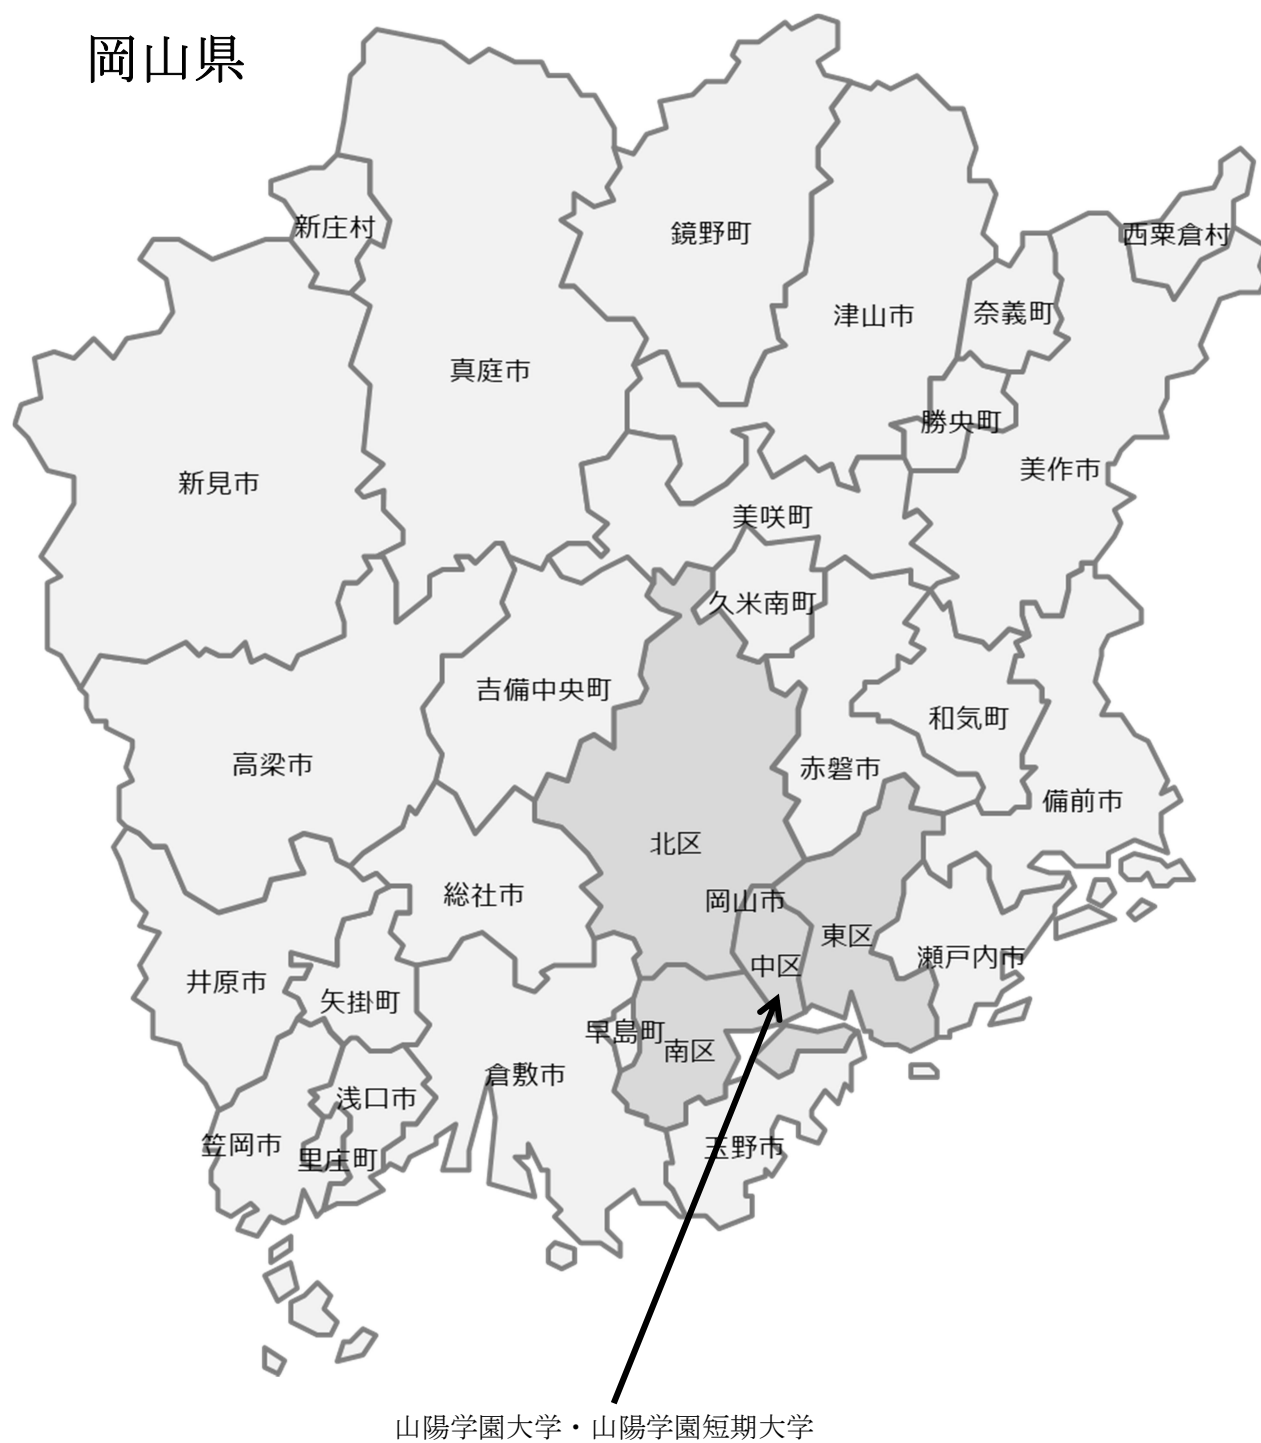 岡山県
新庄村
鏡野町
西粟倉村
津山市
奈義町
真庭市
勝央町
美作市
新見市
美咲町
久米南町
吉備中央町
和気町
高梁市
赤磐市
備前市
北区
総社市
岡山市
東区
瀬戸内市
中区
井原市
矢掛町
早島町
南区
倉敷市
浅口市
笠岡市
里庄町
玉野市
山陽学園大学・山陽学園短期大学